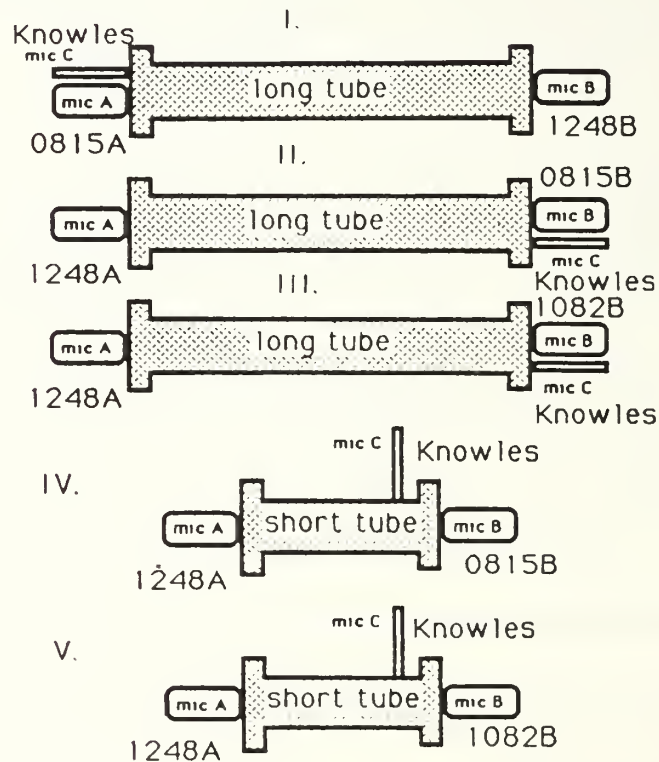 I.
Knowles
mic C
mic A
long tube
mic B
0815A
1248B
II.
0815B
mic A
long tube
mic B
mic C
1248A
Knowles
III.
1082B
mic A
long tube
mic B
mic C
1248A
Knowles
mic C
Knowles
IV.
mic A
short tube
mic B
1248A
0815B
mic C
Knowles
V.
mic A
short tube
mic B
1248A
1082B